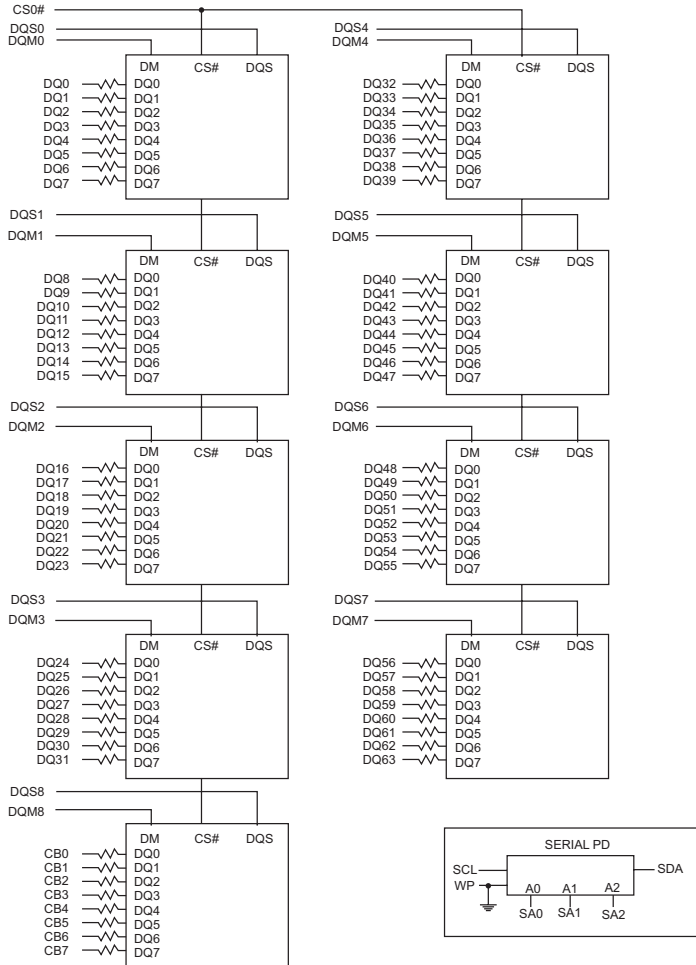 CS0#
DQS0
DQM0
DM CS# DQS
DQ0 DQ0
DQ1 DQ1
DQ2 DQ2
DQ3 DQ3
DQ4 DQ4
DQ5 DQ5
DQ6 DQ6
DQ7 DQ7
DQS1
DQM1
DM CS# DQS
DQ8 DQ0
DQ9 DQ1
DQ10 DQ2
DQ11 DQ3
DQ12 DQ4
DQ13 DQ5
DQ14 DQ6
DQ15 DQ7
DQS2
DQM2
DM CS# DQS
DQ16 DQ0
DQ17 DQ1
DQ18 DQ2
DQ19 DQ3
DQ20 DQ4
DQ21 DQ5
DQ22 DQ6
DQ23 DQ7
DQS3
DQM3
DM CS# DQS
DQ24 DQ0
DQ25 DQ1
DQ26 DQ2
DQ27 DQ3
DQ28 DQ4
DQ29 DQ5
DQ30 DQ6
DQ31 DQ7
DQS8
DQM8
DM CS# DQS
CB0 DQ0
CB1 DQ1
CB2 DQ2
CB3 DQ3
CB4 DQ4
CB5 DQ5
CB6 DQ6
CB7 DQ7
DQS4
DQM4
DM CS# DQS
DQ32 DQ0
DQ33 DQ1
DQ34 DQ2
DQ35 DQ3
DQ36 DQ4
DQ37 DQ5
DQ38 DQ6
DQ39 DQ7
DQS5
DQM5
DM CS# DQS
DQ40 DQ0
DQ41 DQ1
DQ42 DQ2
DQ43 DQ3
DQ44 DQ4
DQ45 DQ5
DQ46 DQ6
DQ47 DQ7
DQS6
DQM6
DM CS# DQS
DQ48 DQ0
DQ49 DQ1
DQ50 DQ2
DQ51 DQ3
DQ52 DQ4
DQ53 DQ5
DQ54 DQ6
DQ55 DQ7
DQS7
DQM7
DM CS# DQS
DQ56 DQ0
DQ57 DQ1
DQ58 DQ2
DQ59 DQ3
DQ60 DQ4
DQ61 DQ5
DQ62 DQ6
DQ63 DQ7
SERIAL PD
SCL SDA
WP
A0 A1 A2
SA0 SA1 SA2